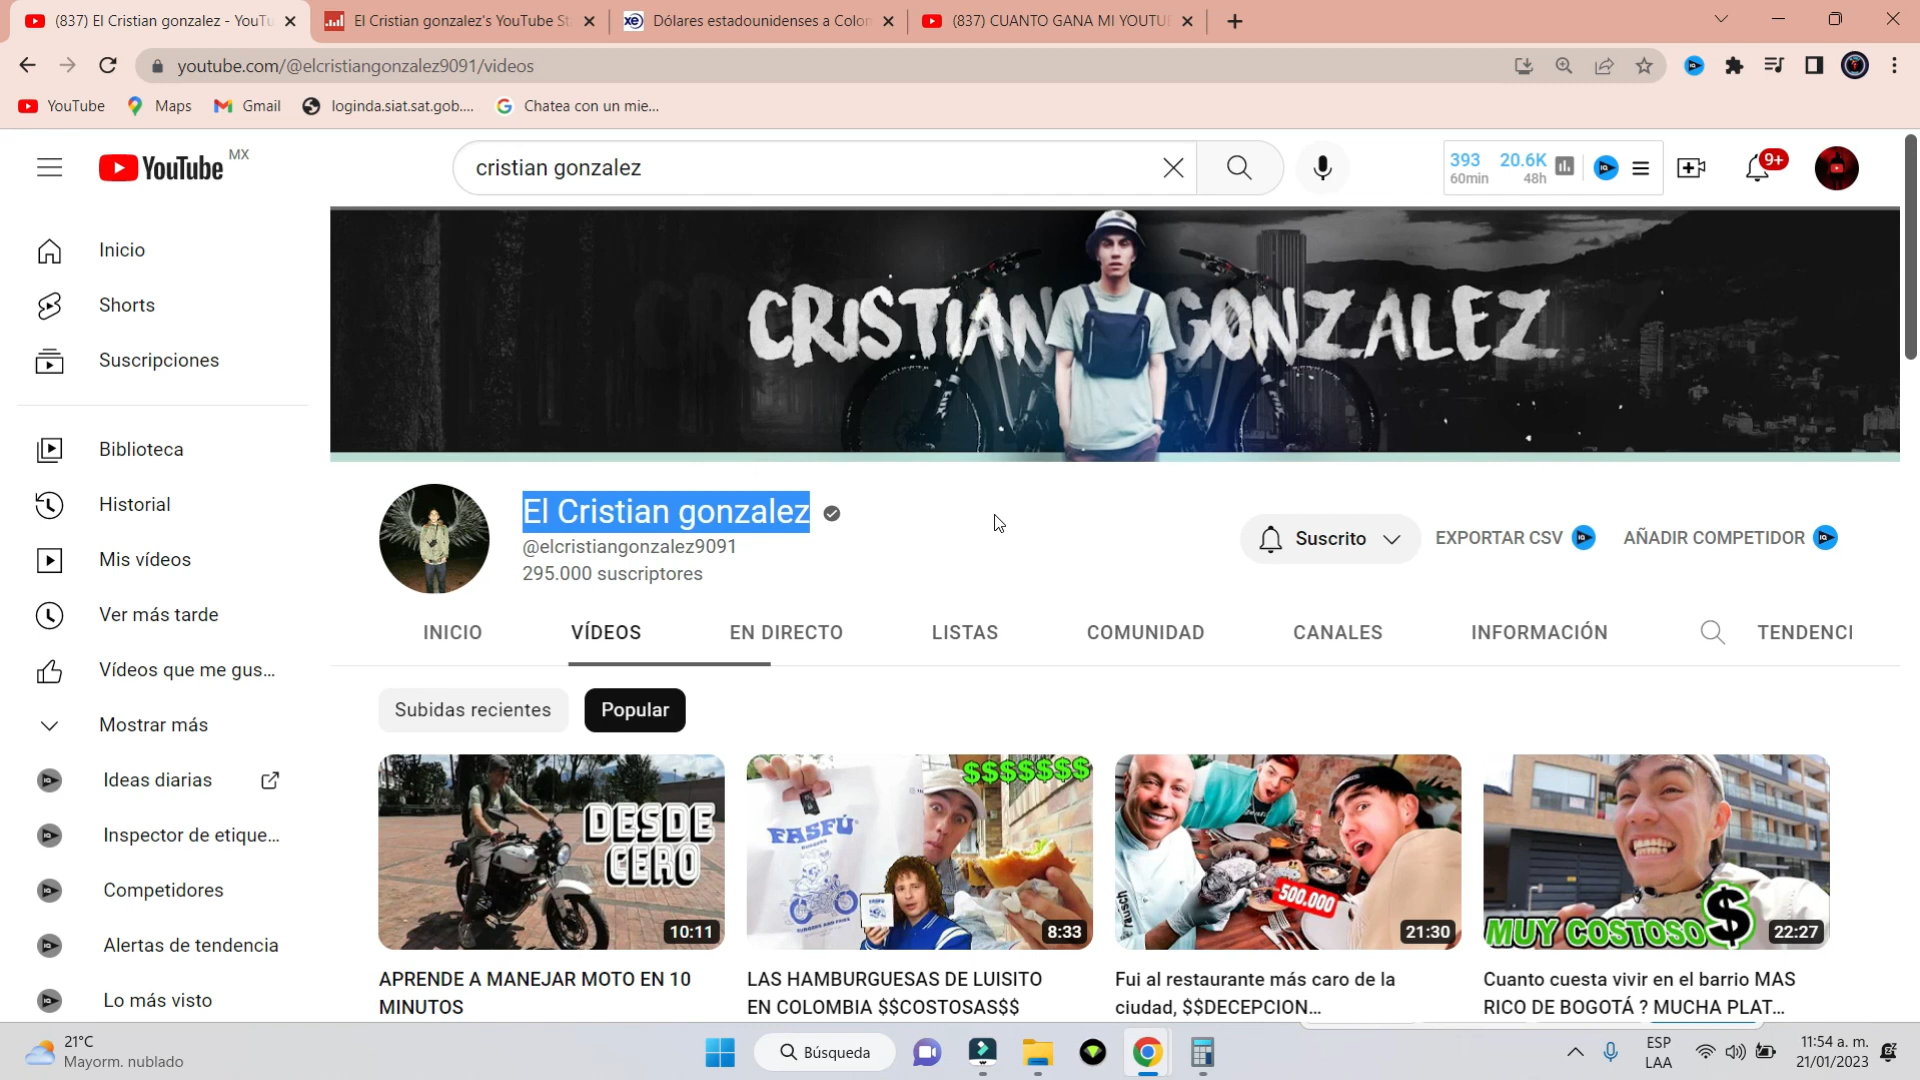 (837) El Cristian gonzalez - YouTu
El Cristian gonzalez's YouTube St
Dólares estadounidenses a Colon
(837) CUANTO GANA MI YOUTU
youtube.com/@elcristiangonzalez9091/videos
YouTube
Maps
Gmail
loginda.siat.sat.gob....
Chatea con un mie...
YouTube MX
cristian gonzalez
393
60min
20.6K
48h
9+
Inicio
Shorts
Suscripciones
Biblioteca
Historial
Mis vídeos
Ver más tarde
Vídeos que me gus...
Mostrar más
Ideas diarias
Inspector de etique...
Competidores
Alertas de tendencia
Lo más visto
CRISTIAN GONZALEZ
El Cristian gonzalez
@elcristiangonzalez9091
295.000 suscriptores
Suscrito
EXPORTAR CSV
AÑADIR COMPETIDOR
INICIO
VÍDEOS
EN DIRECTO
LISTAS
COMUNIDAD
CANALES
INFORMACIÓN
TENDENCI
Subidas recientes
Popular
DESDE
CERO
10:11
APRENDE A MANEJAR MOTO EN 10
MINUTOS
$$$$$$$
FASFÚ
8:33
LAS HAMBURGUESAS DE LUISITO
EN COLOMBIA $$COSTOSAS$$
rausch
500.000
21:30
Fui al restaurante más caro de la
ciudad, $$DECEPCION...
MUY COSTOSO $
22:27
Cuanto cuesta vivir en el barrio MAS
RICO DE BOGOTÁ ? MUCHA PLAT...
21°C
Mayorm. nublado
Búsqueda
ESP
LAA
11:54 a. m.
21/01/2023